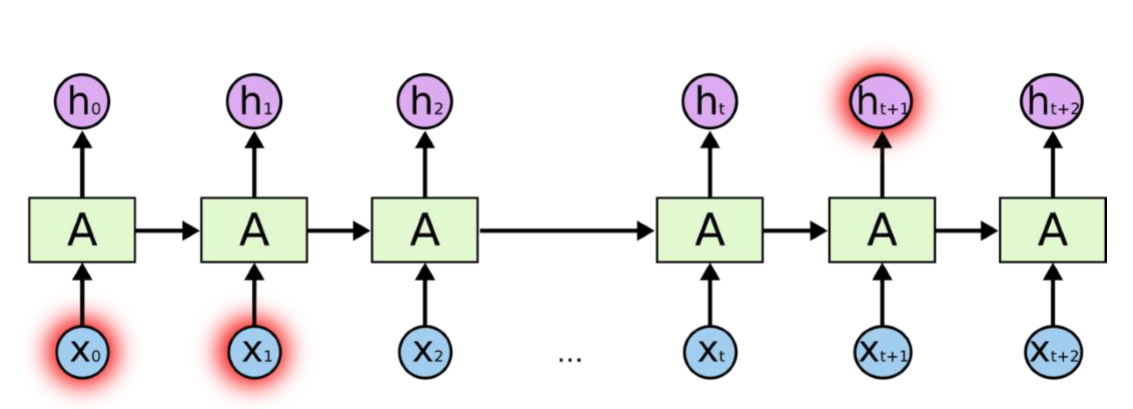 h₀ h₁ h₂ hₜ hₜ₊₁ hₜ₊₂
A A A A A A
x₀ x₁ x₂ ... xₜ xₜ₊₁ xₜ₊₂